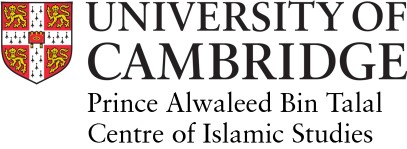 UNIVERSITY OF
CAMBRIDGE
Prince Alwaleed Bin Talal
Centre of Islamic Studies